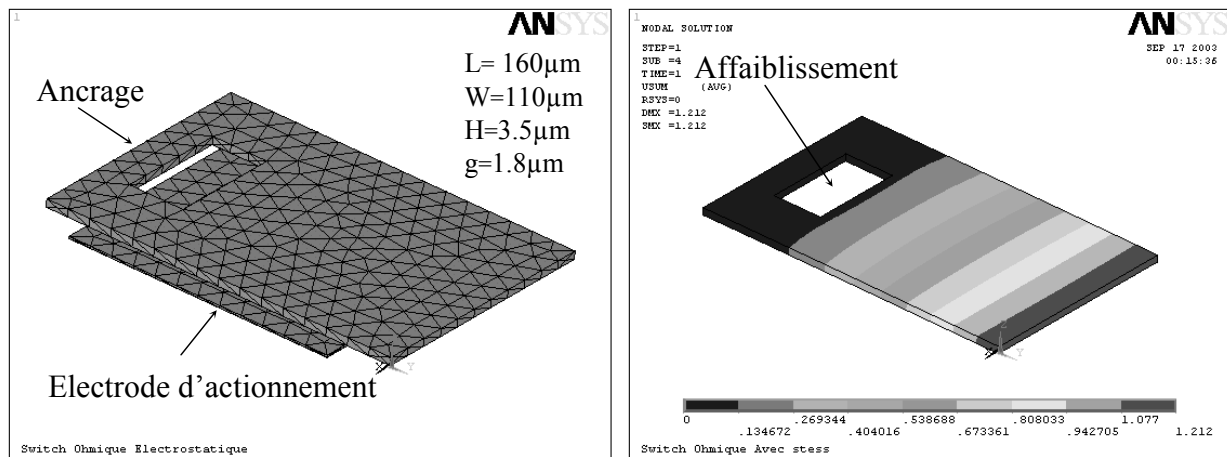 1
ANSYS
L= 160µm
W=110µm
H=3.5µm
g=1.8µm
Ancrage
Electrode d’actionnement
X
Y
Switch Ohmique Electrostatique
1
ANSYS
NODAL SOLUTION
SEP 17 2003
00:15:36
STEP=1
SUB =4
TIME=1
USUM (AVG)
RSYS=0
DMX =1.212
SMX =1.212
Affaiblissement
Z
X
Y
0 .269344 .538688 .808033 1.077
.134672 .404016 .673361 .942705 1.212
Switch Ohmique Avec stess